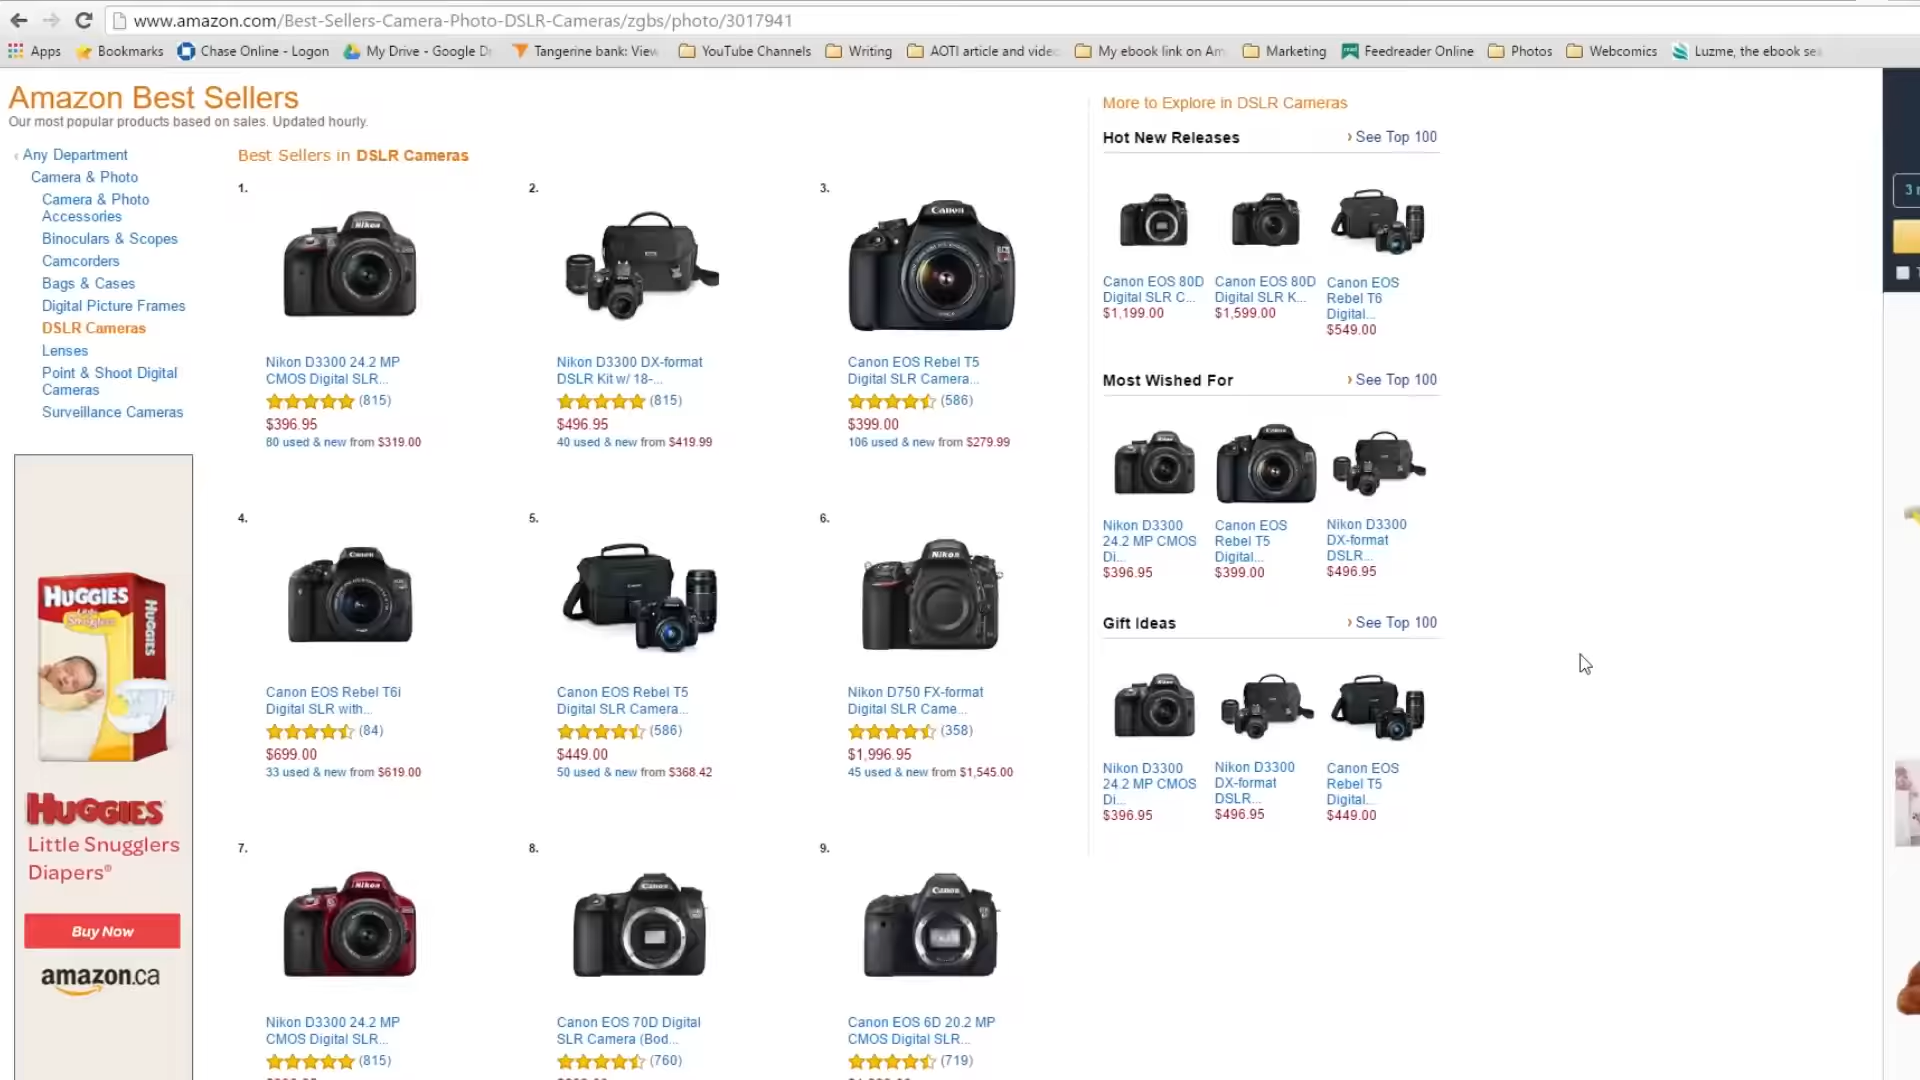 www.amazon.com/Best-Sellers-Camera-Photo-DSLR-Cameras/zgbs/photo/3017941
Apps Bookmarks Chase Online - Logon My Drive - Google Dr Tangerine bank: View YouTube Channels Writing AOTI article and video My ebook link on Am Marketing Feedreader Online Photos Webcomics Luzme, the ebook se
Amazon Best Sellers
Our most popular products based on sales. Updated hourly.
‹ Any Department
Camera & Photo
Camera & Photo
Accessories
Binoculars & Scopes
Camcorders
Bags & Cases
Digital Picture Frames
DSLR Cameras
Lenses
Point & Shoot Digital
Cameras
Surveillance Cameras
HUGGIES
HUGGIES
Little
Snugglers
HUGGIES
Little Snugglers
Diapers®
Buy Now
amazon.ca
Best Sellers in DSLR Cameras
1.
Nikon
Nikon D3300 24.2 MP
CMOS Digital SLR...
(815)
$396.95
80 used & new from $319.00
2.
Nikon D3300 DX-format
DSLR Kit w/ 18-...
(815)
$496.95
40 used & new from $419.99
3.
Canon
Canon EOS Rebel T5
Digital SLR Camera...
(586)
$399.00
106 used & new from $279.99
4.
Canon
Canon EOS Rebel T6i
Digital SLR with...
(84)
$699.00
33 used & new from $619.00
5.
Canon EOS Rebel T5
Digital SLR Camera...
(586)
$449.00
50 used & new from $368.42
6.
Nikon
Nikon D750 FX-format
Digital SLR Came...
(358)
$1,996.95
45 used & new from $1,545.00
7.
Nikon
Nikon D3300 24.2 MP
CMOS Digital SLR...
(815)
8.
Canon
Canon EOS 70D Digital
SLR Camera (Bod...
(760)
9.
Canon
Canon EOS 6D 20.2 MP
CMOS Digital SLR...
(719)
More to Explore in DSLR Cameras
Hot New Releases › See Top 100
Canon EOS 80D
Digital SLR C...
$1,199.00
Canon EOS 80D
Digital SLR K...
$1,599.00
Canon EOS
Rebel T6
Digital...
$549.00
Most Wished For › See Top 100
Nikon D3300
24.2 MP CMOS
Di...
$396.95
Canon EOS
Rebel T5
Digital...
$399.00
Nikon D3300
DX-format
DSLR...
$496.95
Gift Ideas › See Top 100
Nikon D3300
24.2 MP CMOS
Di...
$396.95
Nikon D3300
DX-format
DSLR...
$496.95
Canon EOS
Rebel T5
Digital...
$449.00